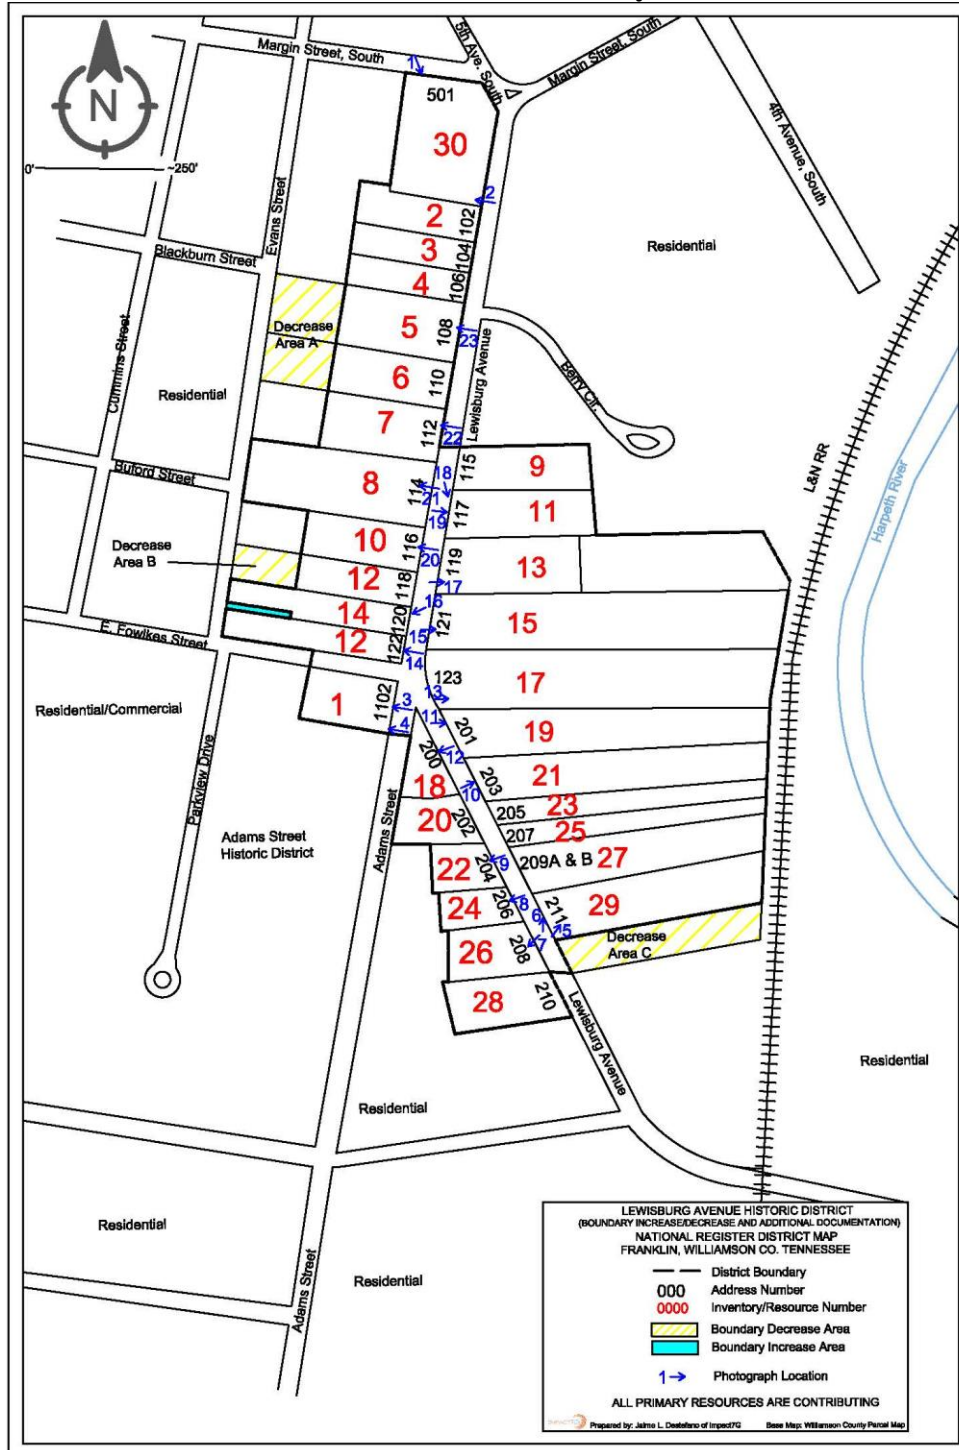 Margin Street, South
5th Ave. South
Margin Street, South
4th Avenue, South
1
501
N
30
0'
~250'
2
2
102
Evans Street
3
104
Residential
Blackburn Street
4
106
Decrease
Area A
5
108
23
Cummins Street
Lewisburg Avenue
Berry Cir.
6
110
Residential
7
112
22
L&N RR
Harpeth River
115
9
Buford Street
8
18
114
21
19
117
11
Decrease
Area B
10
116
20
119
13
12
118
17
14
120
16
15
121
15
E. Fowlkes Street
12
122
14
123
17
13
Residential/Commercial
1
1102
3
4
11
201
19
200
12
Parkview Drive
18
10
203
21
Adams Street
20
202
205
23
207
25
Adams Street
Historic District
22
204
9
209A & B
27
24
206
8
6
211
29
5
26
208
7
Decrease
Area C
28
210
Lewisburg Avenue
Residential
Residential
Residential
Residential
Adams Street
LEWISBURG AVENUE HISTORIC DISTRICT
(BOUNDARY INCREASE/DECREASE AND ADDITIONAL DOCUMENTATION)
NATIONAL REGISTER DISTRICT MAP
FRANKLIN, WILLIAMSON CO. TENNESSEE
District Boundary
000 Address Number
0000 Inventory/Resource Number
Boundary Decrease Area
Boundary Increase Area
1 Photograph Location
ALL PRIMARY RESOURCES ARE CONTRIBUTING
Prepared by: Jaime L. Destefano of Impact7G Base Map: Williamson County Parcel Map